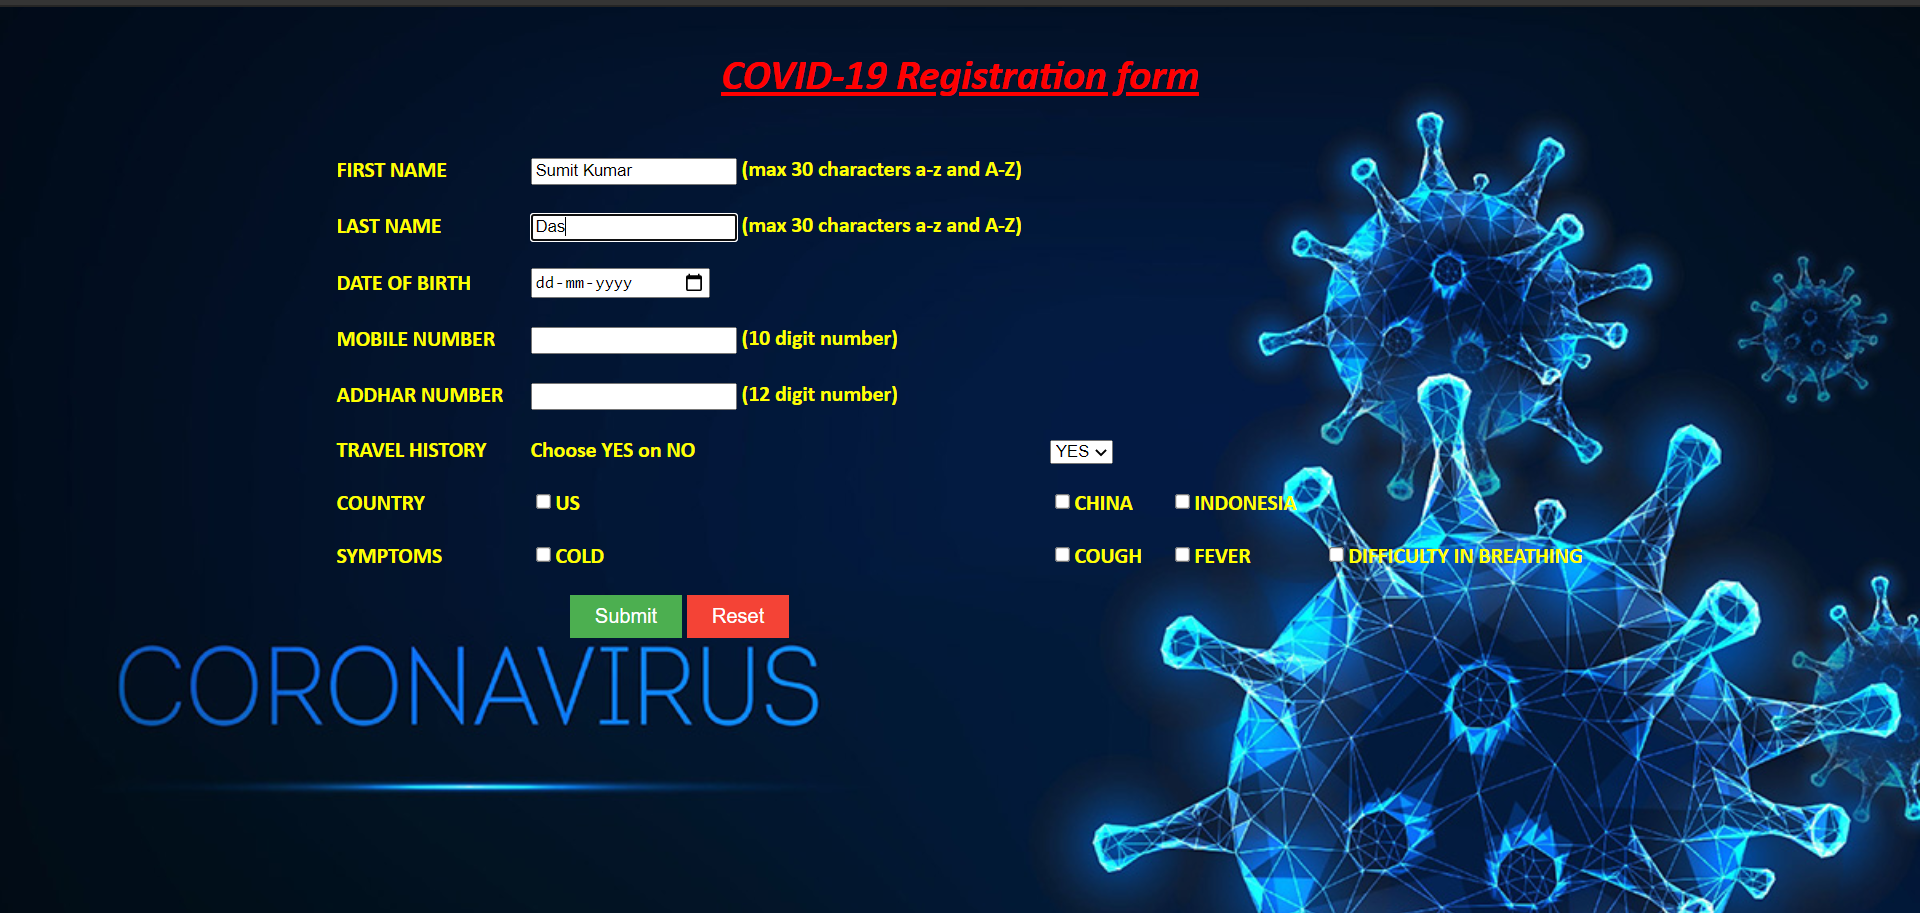 COVID-19 Registration form
FIRST NAME Sumit Kumar (max 30 characters a-z and A-Z)
LAST NAME Das (max 30 characters a-z and A-Z)
DATE OF BIRTH dd-mm-yyyy
MOBILE NUMBER (10 digit number)
ADDHAR NUMBER (12 digit number)
TRAVEL HISTORY Choose YES on NO YES
COUNTRY US CHINA INDONESIA
SYMPTOMS COLD COUGH FEVER DIFFICULTY IN BREATHING
Submit Reset
CORONAVIRUS